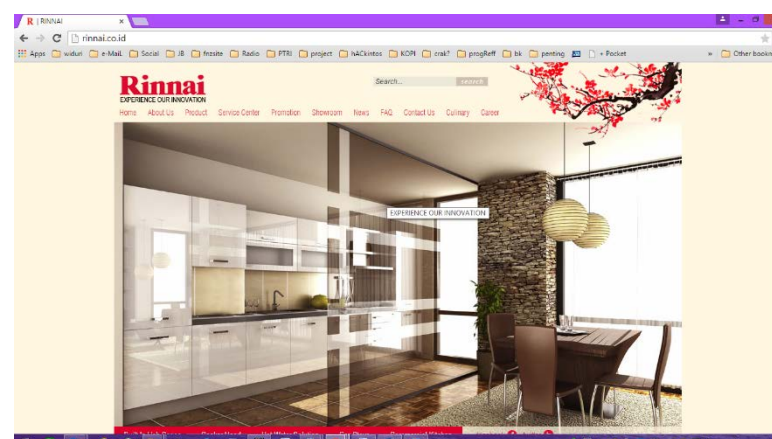 R | RINNAI
rinnai.co.id
Apps widuri e-MaiL Social JB fnzsite Radio PTRI project hACkintos KOPI crak? progReff bk penting + Pocket » Other bookm
Rinnai
EXPERIENCE OUR INNOVATION
Search... search
Home About Us Product Service Center Promotion Showroom News FAQ Contact Us Culinary Career
EXPERIENCE OUR INNOVATION